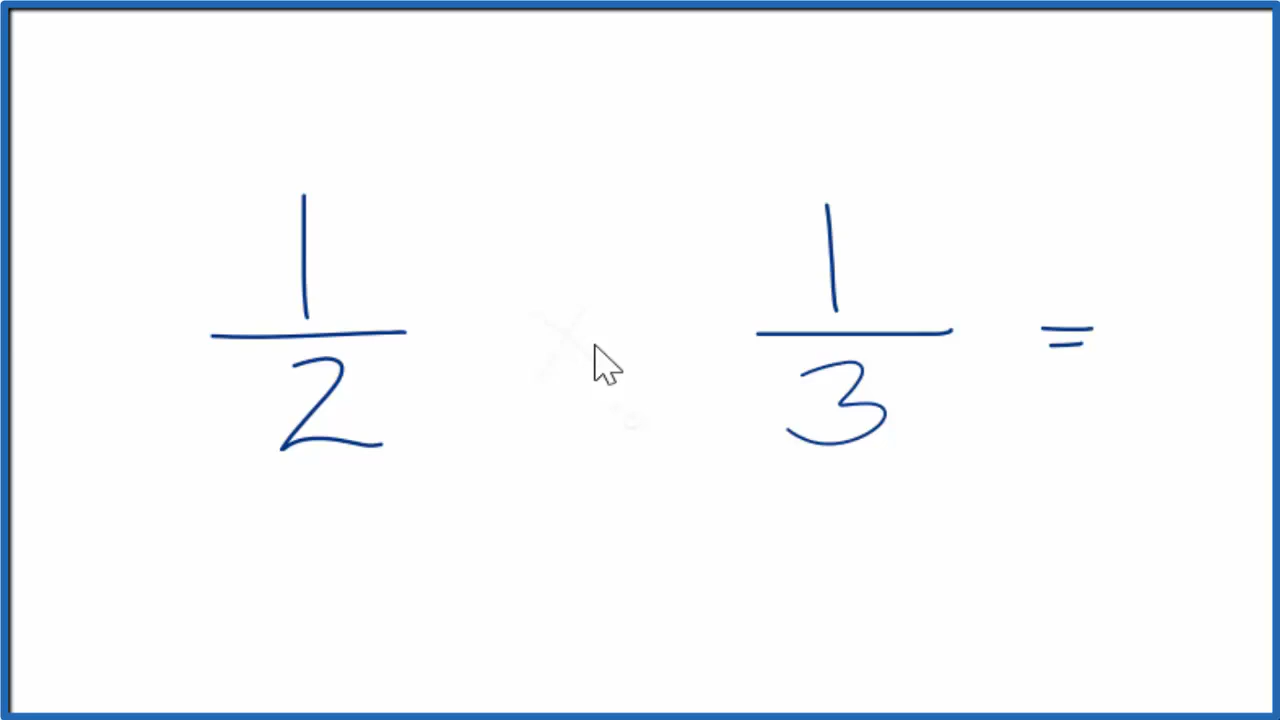 1/2 1/3 =